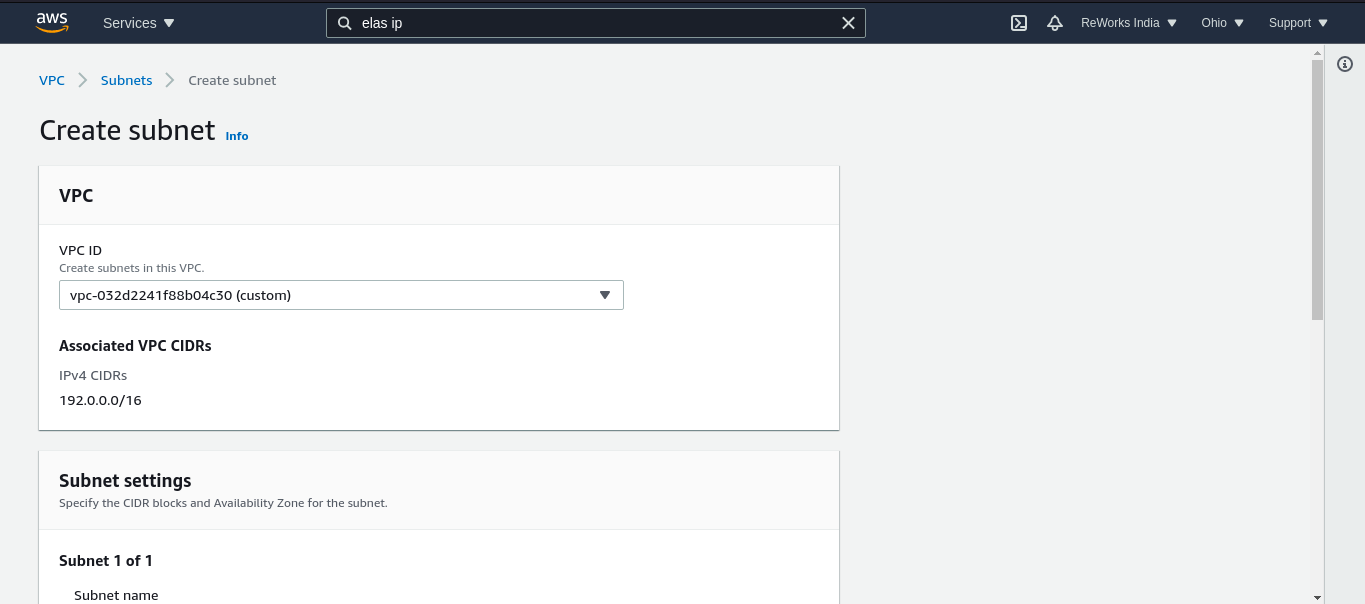 aws Services elas ip ReWorks India Ohio Support
VPC Subnets Create subnet
Create subnet Info
VPC
VPC ID
Create subnets in this VPC.
vpc-032d2241f88b04c30 (custom)
Associated VPC CIDRs
IPv4 CIDRs
192.0.0.0/16
Subnet settings
Specify the CIDR blocks and Availability Zone for the subnet.
Subnet 1 of 1
Subnet name